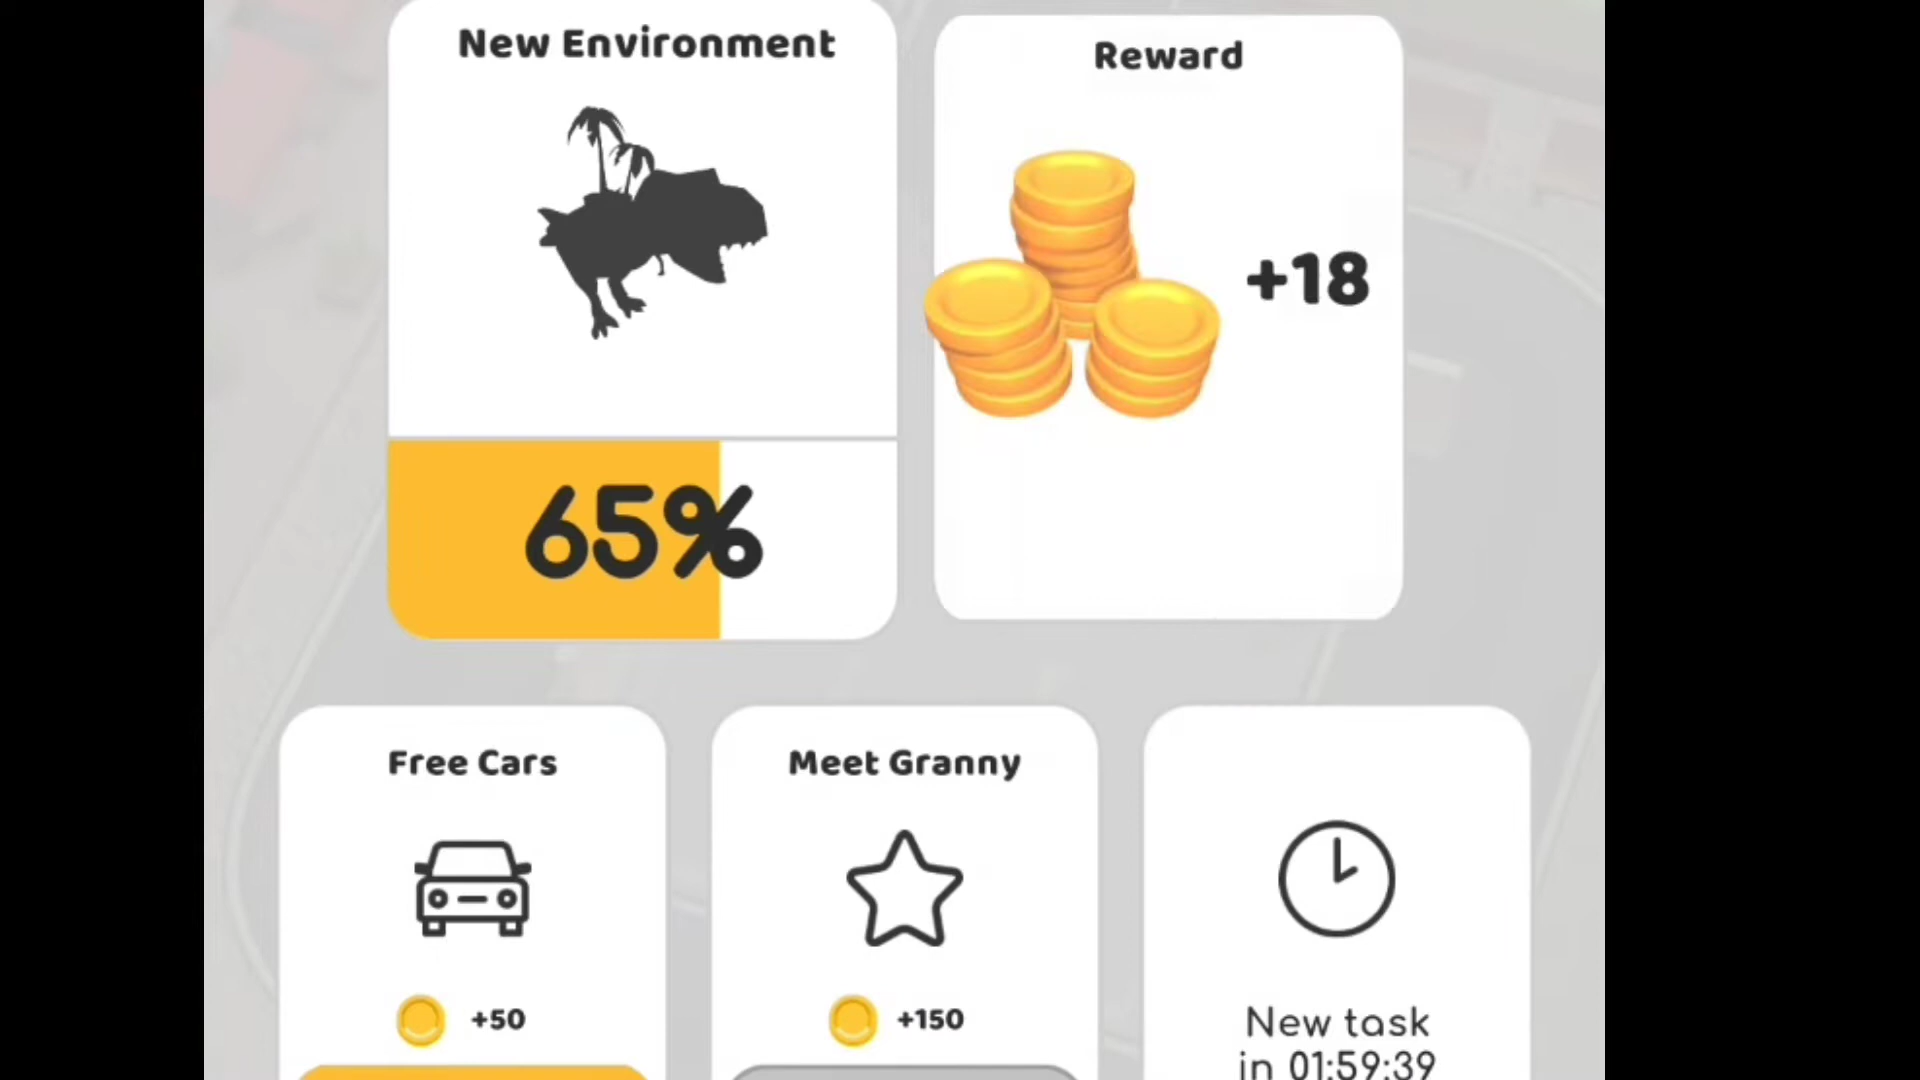 New Environment
Reward
+18
65%
Free Cars
Meet Granny
+50
+150
New task
in 01:59:39